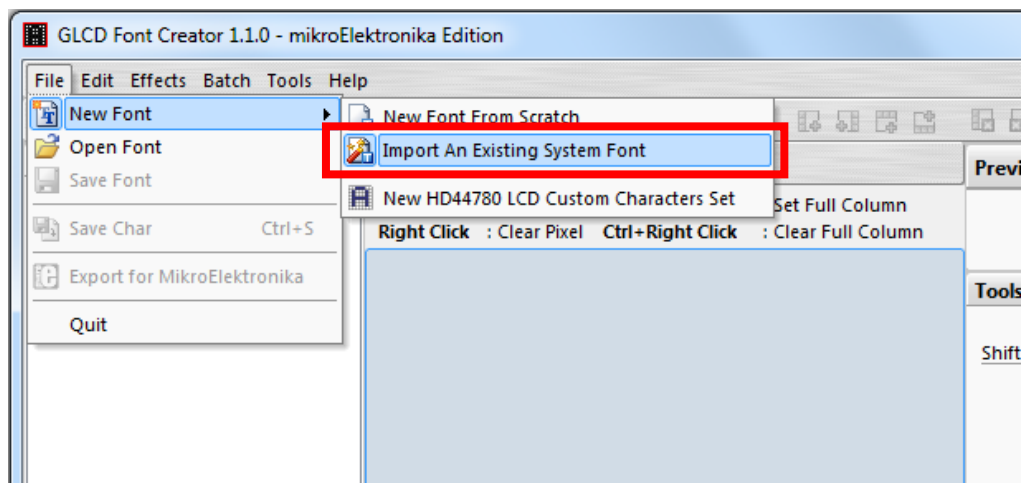 GLCD Font Creator 1.1.0 - mikroElektronika Edition
File Edit Effects Batch Tools Help
New Font
New Font From Scratch
Open Font
Import An Existing System Font
Save Font
New HD44780 LCD Custom Characters Set
Set Full Column
Save Char Ctrl+S
Right Click : Clear Pixel Ctrl+Right Click : Clear Full Column
Export for MikroElektronika
Quit
Previ
Tools
Shift